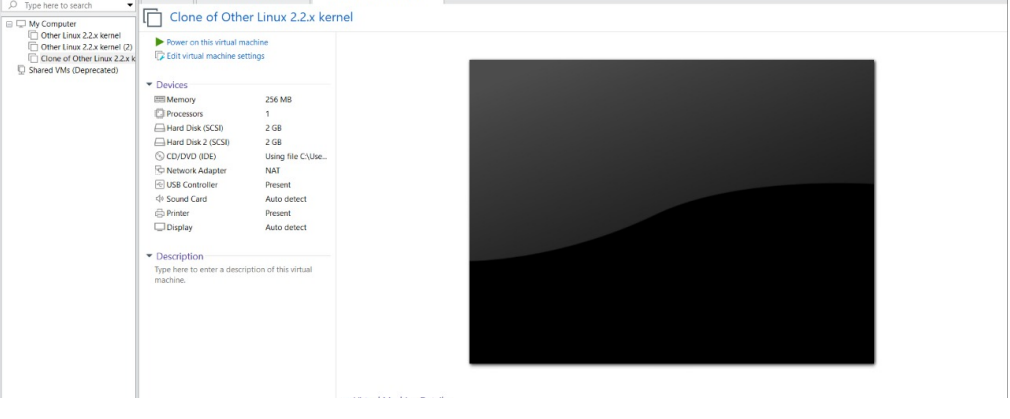 Type here to search
My Computer
Other Linux 2.2.x kernel
Other Linux 2.2.x kernel (2)
Clone of Other Linux 2.2.x k
Shared VMs (Deprecated)
Clone of Other Linux 2.2.x kernel
Power on this virtual machine
Edit virtual machine settings
Devices
Memory 256 MB
Processors 1
Hard Disk (SCSI) 2 GB
Hard Disk 2 (SCSI) 2 GB
CD/DVD (IDE) Using file C:\Use...
Network Adapter NAT
USB Controller Present
Sound Card Auto detect
Printer Present
Display Auto detect
Description
Type here to enter a description of this virtual
machine.